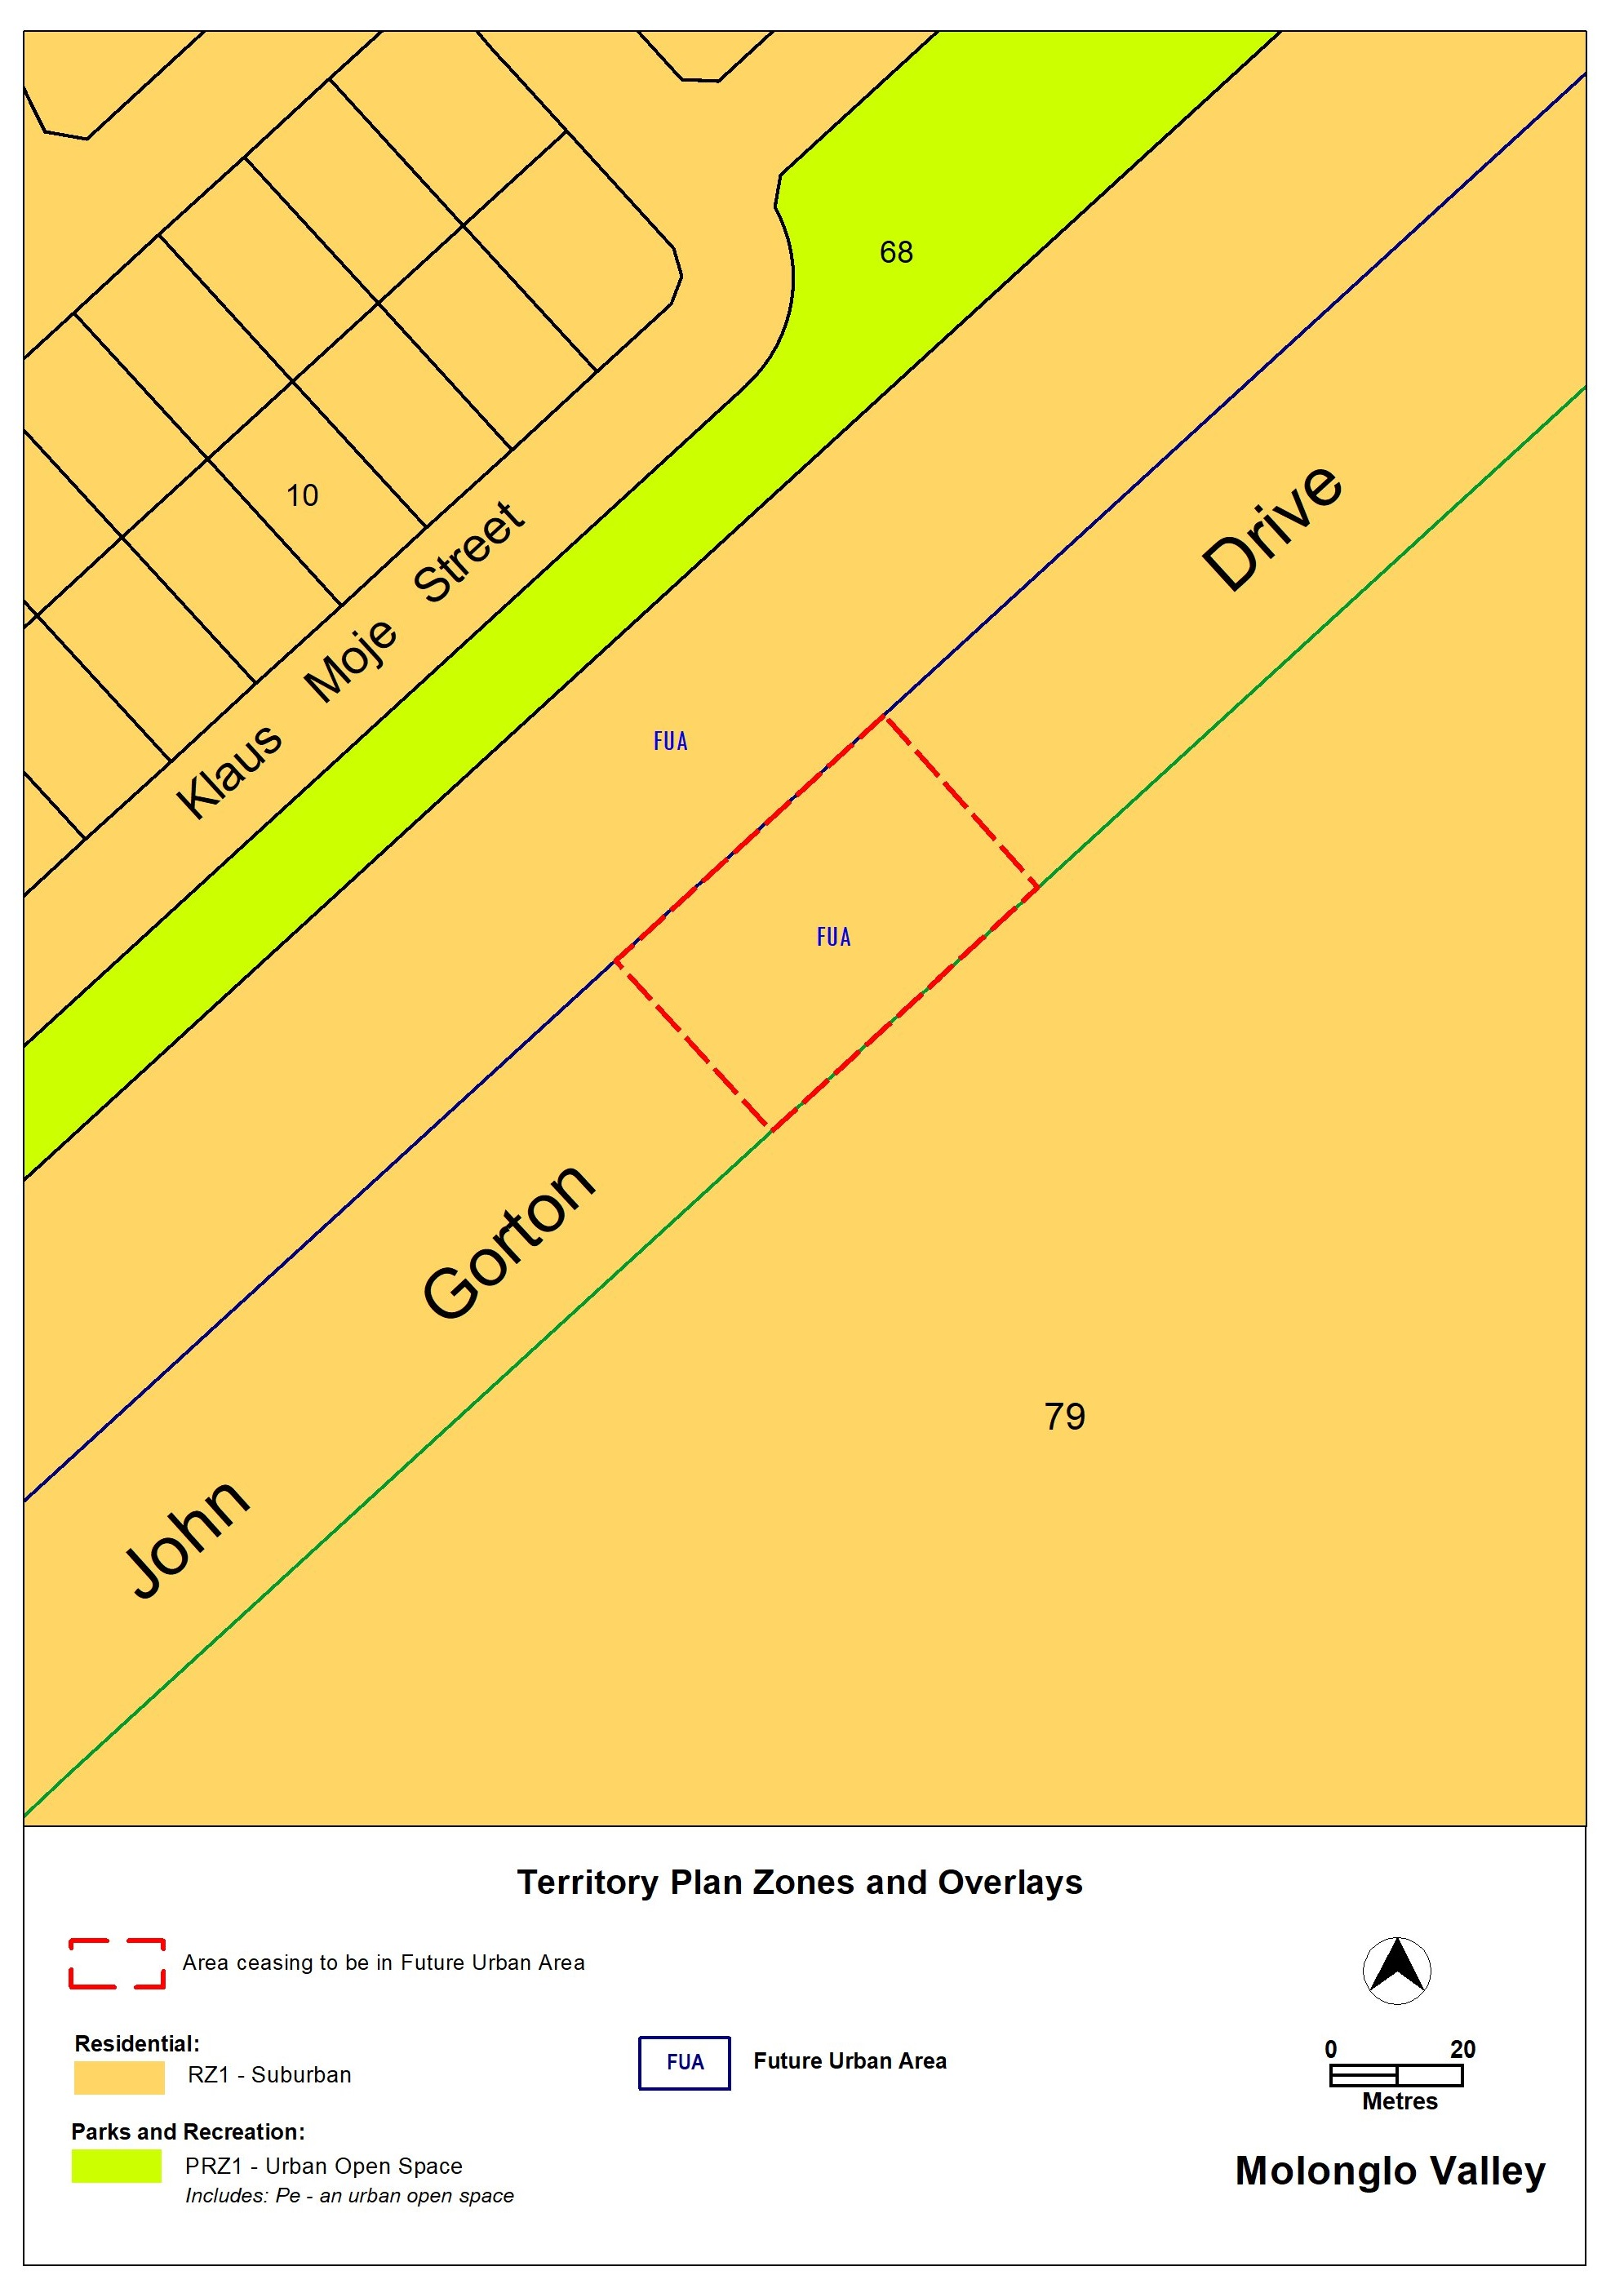 68
10
Klaus Moje Street
Drive
FUA
FUA
Gorton
79
John
Territory Plan Zones and Overlays
Area ceasing to be in Future Urban Area
Residential:
RZ1 - Suburban
FUA
Future Urban Area
Parks and Recreation:
PRZ1 - Urban Open Space
Includes: Pe - an urban open space
0 20
Metres
Molonglo Valley